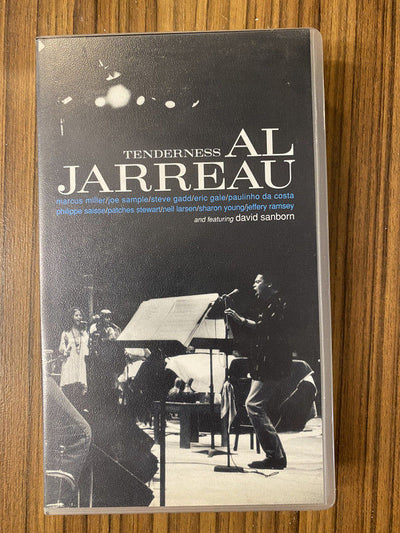 TENDERNESS AL
JARREAU
marcus miller/joe sample/steve gadd/eric gale/paulinho da costa
philippe saisse/patches stewart/neil larsen/sharon young/jeffery ramsey
and featuring david sanborn